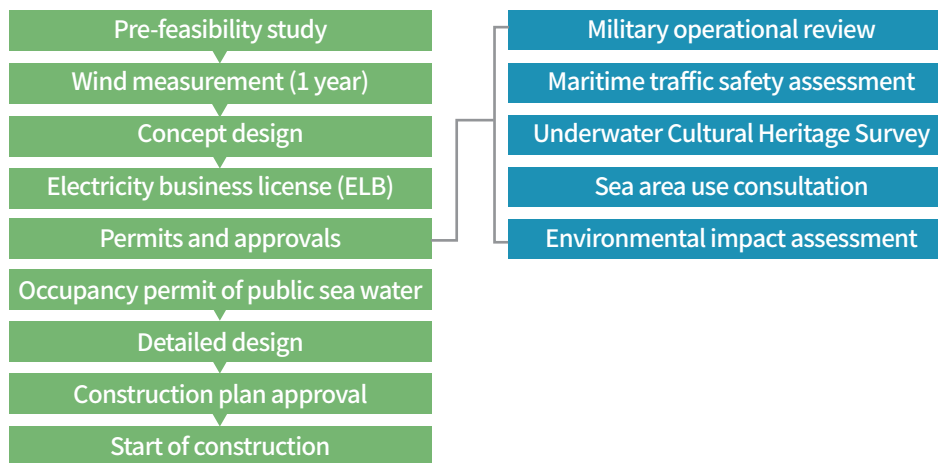 Pre-feasibility study
Wind measurement (1 year)
Concept design
Electricity business license (ELB)
Permits and approvals
Occupancy permit of public sea water
Detailed design
Construction plan approval
Start of construction
Military operational review
Maritime traffic safety assessment
Underwater Cultural Heritage Survey
Sea area use consultation
Environmental impact assessment